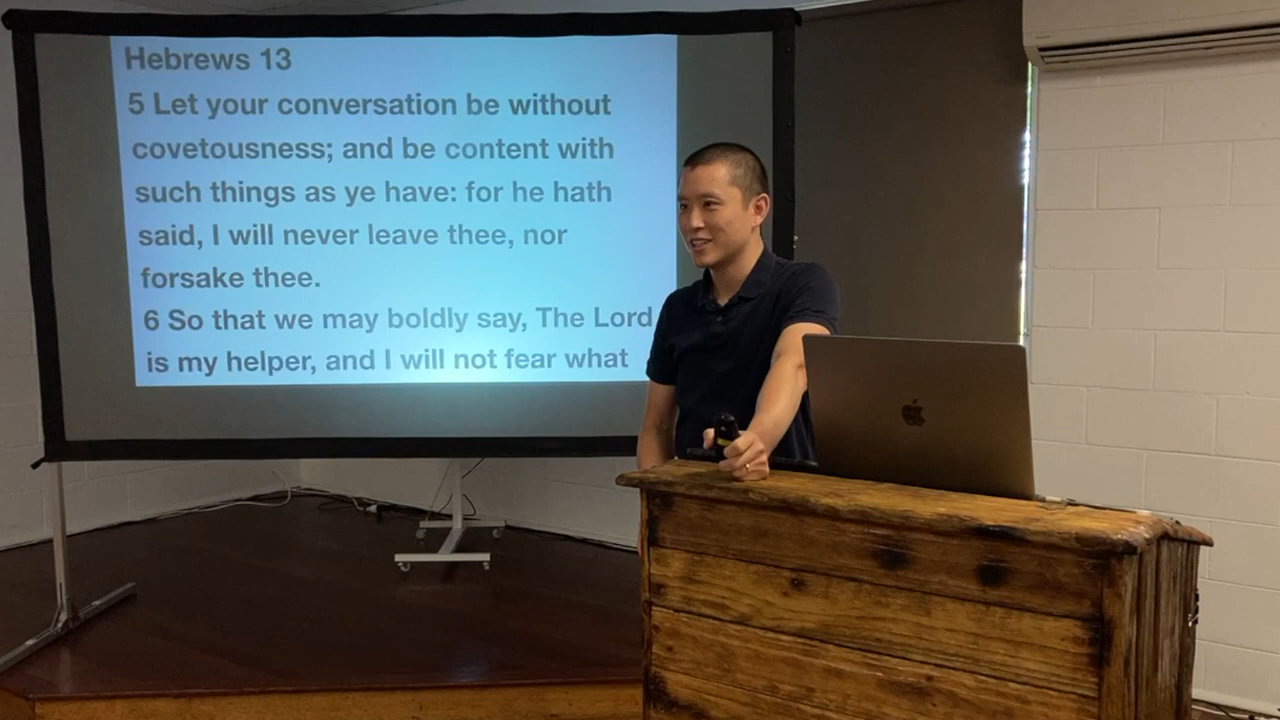 Hebrews 13
5 Let your conversation be without
covetousness; and be content with
such things as ye have: for he hath
said, I will never leave thee, nor
forsake thee.
6 So that we may boldly say, The Lord
is my helper, and I will not fear what